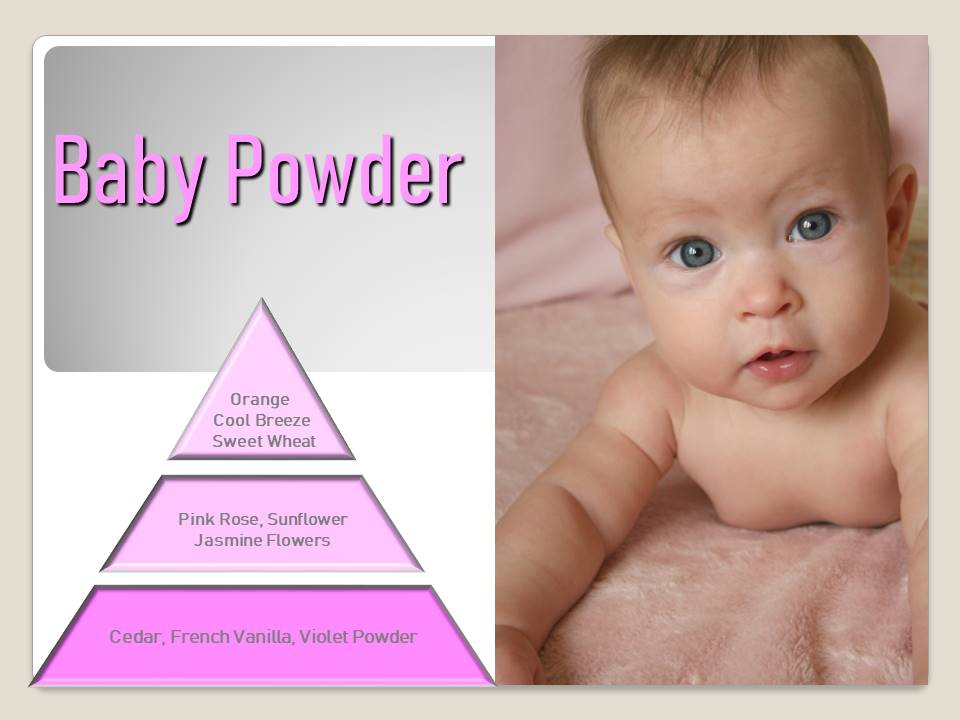 Baby Powder
Orange
Cool Breeze
Sweet Wheat
Pink Rose, Sunflower
Jasmine Flowers
Cedar, French Vanilla, Violet Powder